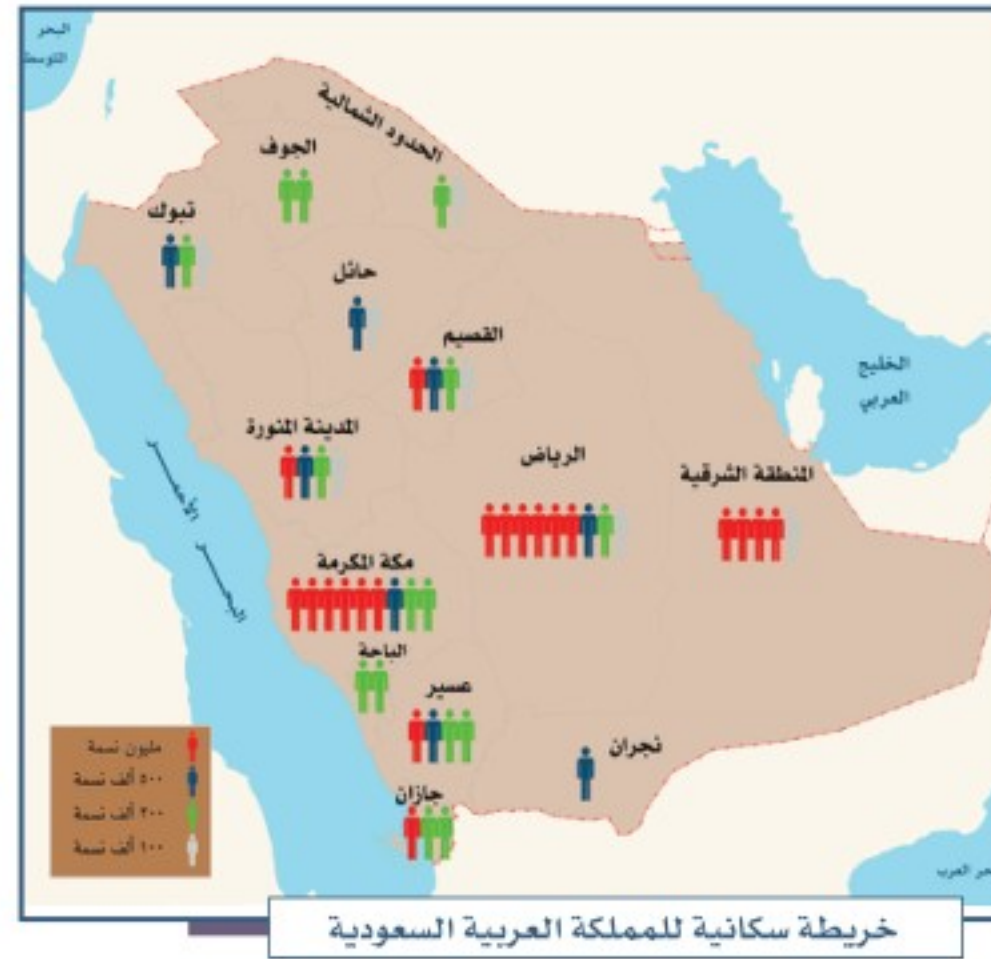 البحر
التوسط
الحدود الشمالية
الجوف
تبوك
حائل
القصيم
الخليج
العربي
المدينة المنورة
الرياض
المنطقة الشرقية
البحر الأحمر
مكة المكرمة
الباحة
عسير
نجران
جازان
مليون نسمة
٥٠٠ ألف نسمة
٢٠٠ ألف نسمة
١٠٠ ألف نسمة
حر العرب
خريطة سكانية للمملكة العربية السعودية